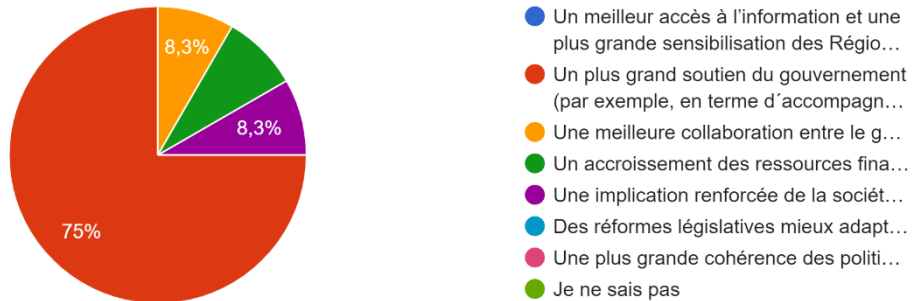 8,3%
8,3%
75%
Un meilleur accès à l’information et une
plus grande sensibilisation des Régio…
Un plus grand soutien du gouvernement
(par exemple, en terme d´accompagn…
Une meilleure collaboration entre le g…
Un accroissement des ressources fina…
Une implication renforcée de la sociét…
Des réformes législatives mieux adapt…
Une plus grande cohérence des politi…
Je ne sais pas